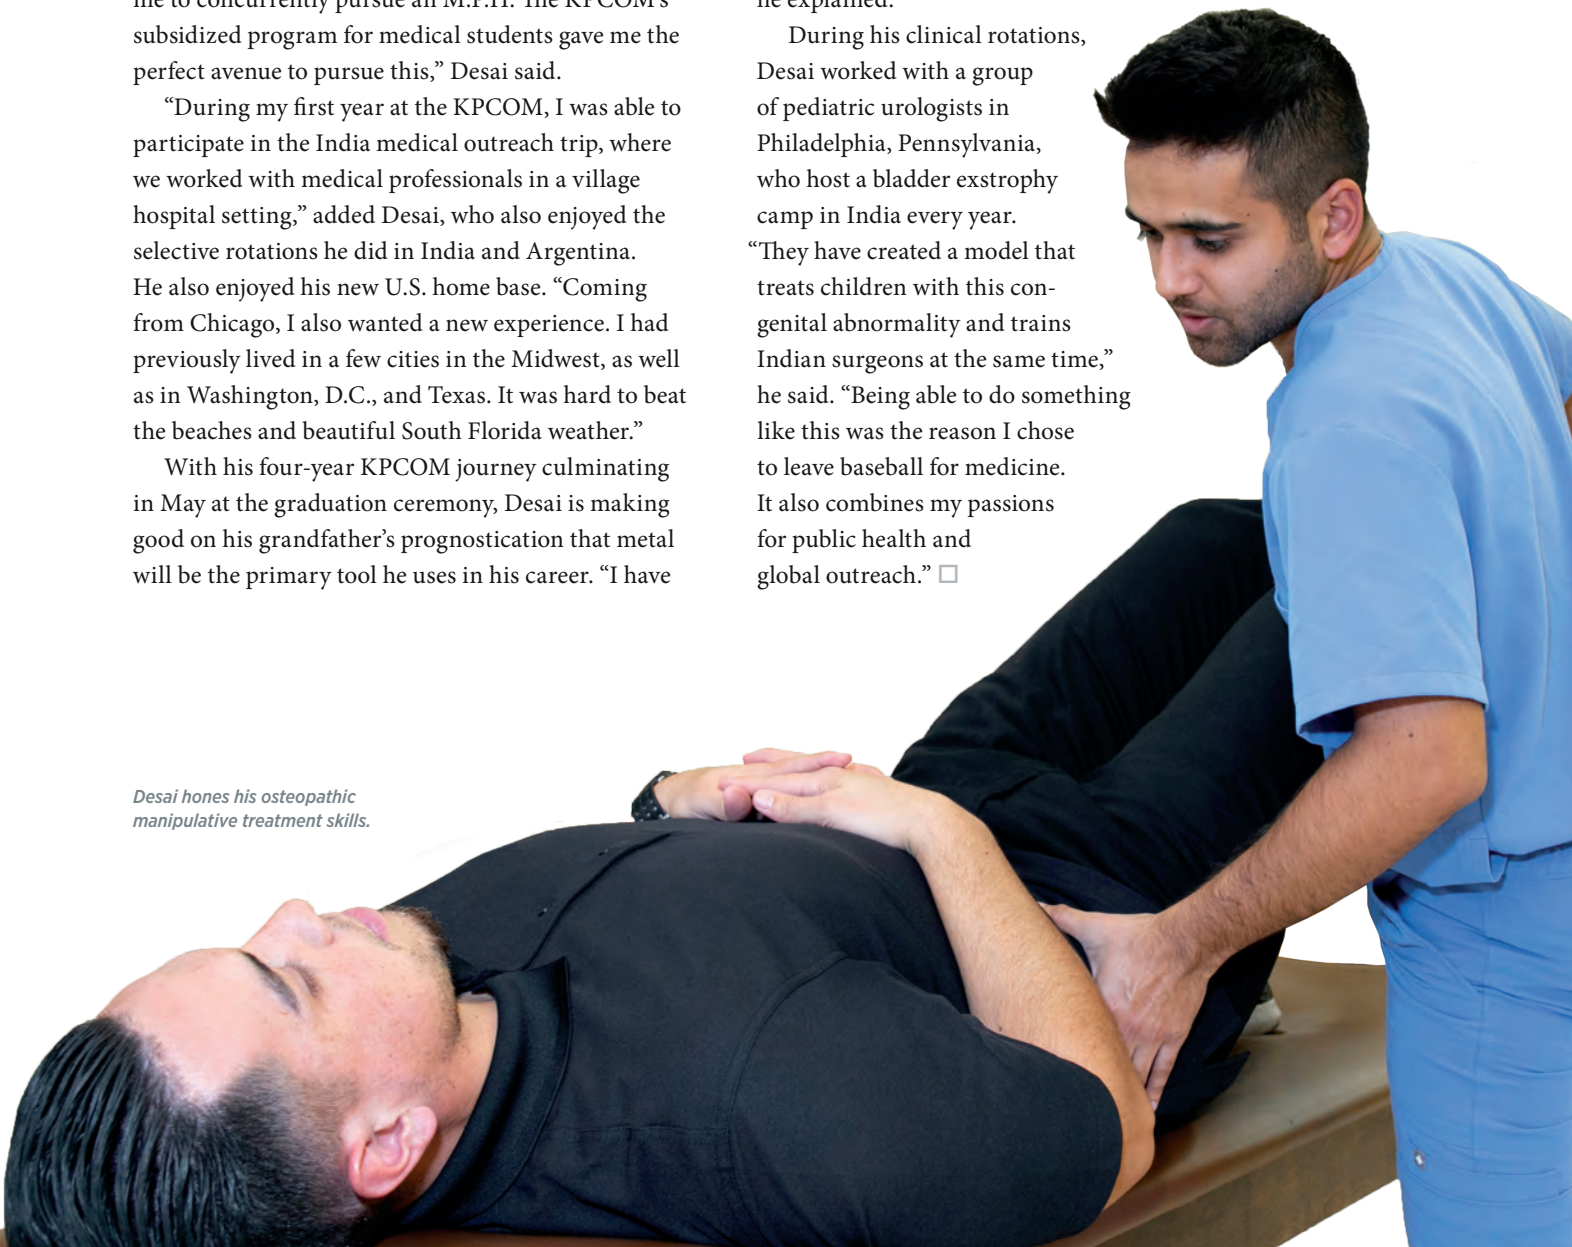 me to concurrently pursue an M.P.H. The KPCOM's
subsidized program for medical students gave me the
perfect avenue to pursue this,” Desai said.
“During my first year at the KPCOM, I was able to
participate in the India medical outreach trip, where
we worked with medical professionals in a village
hospital setting,” added Desai, who also enjoyed the
selective rotations he did in India and Argentina.
He also enjoyed his new U.S. home base. “Coming
from Chicago, I also wanted a new experience. I had
previously lived in a few cities in the Midwest, as well
as in Washington, D.C., and Texas. It was hard to beat
the beaches and beautiful South Florida weather.”
With his four-year KPCOM journey culminating
in May at the graduation ceremony, Desai is making
good on his grandfather’s prognostication that metal
will be the primary tool he uses in his career. “I have
he explained.
During his clinical rotations,
Desai worked with a group
of pediatric urologists in
Philadelphia, Pennsylvania,
who host a bladder exstrophy
camp in India every year.
“They have created a model that
treats children with this con-
genital abnormality and trains
Indian surgeons at the same time,”
he said. “Being able to do something
like this was the reason I chose
to leave baseball for medicine.
It also combines my passions
for public health and
global outreach.” □
Desai hones his osteopathic
manipulative treatment skills.